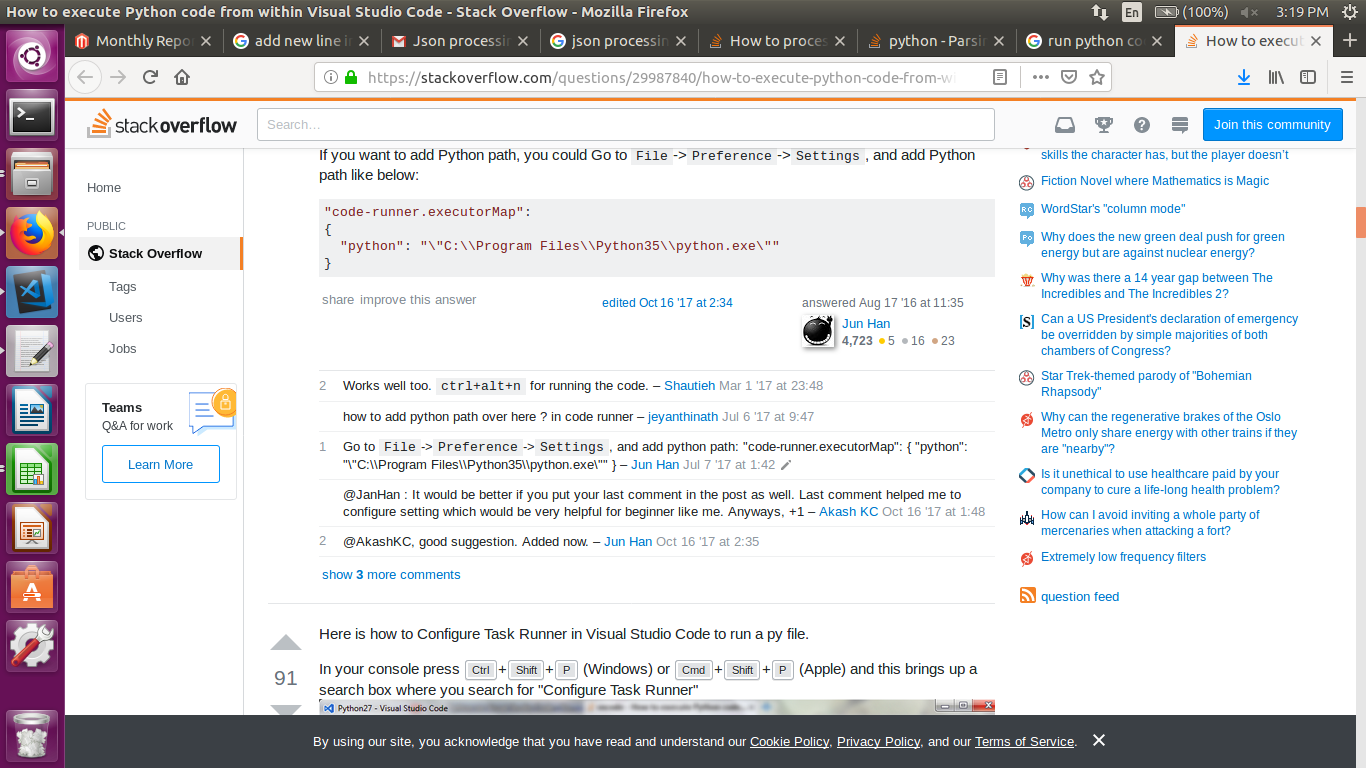 How to execute Python code from within Visual Studio Code - Stack Overflow - Mozilla Firefox
En
(100%)
3:19 PM
Monthly Repo
add new line i
Json processin
json processin
How to proces
python - Parsin
run python co
How to execut
https://stackoverflow.com/questions/29987840/how-to-execute-python-code-from-wi
stackoverflow
Search…
Join this community
Home
PUBLIC
Stack Overflow
Tags
Users
Jobs
Teams
Q&A for work
Learn More
If you want to add Python path, you could Go to File -> Preference -> Settings , and add Python
path like below:
"code-runner.executorMap":
{
"python": "\"C:\\Program Files\\Python35\\python.exe\""
}
share improve this answer
edited Oct 16 '17 at 2:34
answered Aug 17 '16 at 11:35
Jun Han
4,723 5 16 23
2 Works well too. ctrl+alt+n for running the code. – Shautieh Mar 1 '17 at 23:48
how to add python path over here ? in code runner – jeyanthinath Jul 6 '17 at 9:47
1 Go to File -> Preference -> Settings , and add python path: "code-runner.executorMap": { "python":
"\"C:\\Program Files\\Python35\\python.exe\"" } – Jun Han Jul 7 '17 at 1:42
@JanHan : It would be better if you put your last comment in the post as well. Last comment helped me to
configure setting which would be very helpful for beginner like me. Anyways, +1 – Akash KC Oct 16 '17 at 1:48
2 @AkashKC, good suggestion. Added now. – Jun Han Oct 16 '17 at 2:35
show 3 more comments
91
Here is how to Configure Task Runner in Visual Studio Code to run a py file.
In your console press Ctrl + Shift + P (Windows) or Cmd + Shift + P (Apple) and this brings up a
search box where you search for "Configure Task Runner"
Python27 - Visual Studio Code
skills the character has, but the player doesn't
Fiction Novel where Mathematics is Magic
WordStar's "column mode"
Why does the new green deal push for green
energy but are against nuclear energy?
Why was there a 14 year gap between The
Incredibles and The Incredibles 2?
Can a US President's declaration of emergency
be overridden by simple majorities of both
chambers of Congress?
Star Trek-themed parody of "Bohemian
Rhapsody"
Why can the regenerative brakes of the Oslo
Metro only share energy with other trains if they
are "nearby"?
Is it unethical to use healthcare paid by your
company to cure a life-long health problem?
How can I avoid inviting a whole party of
mercenaries when attacking a fort?
Extremely low frequency filters
question feed
By using our site, you acknowledge that you have read and understand our Cookie Policy, Privacy Policy, and our Terms of Service.